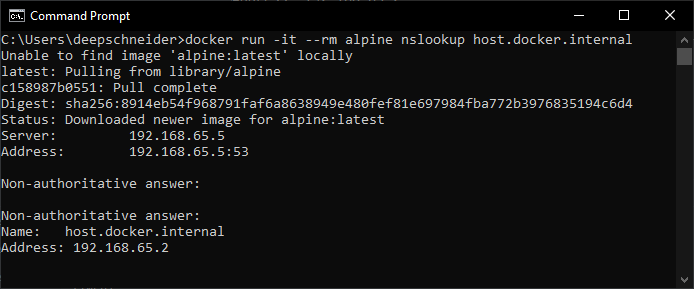 Command Prompt
C:\Users\deepschneider>docker run -it --rm alpine nslookup host.docker.internal
Unable to find image 'alpine:latest' locally
latest: Pulling from library/alpine
c158987b0551: Pull complete
Digest: sha256:8914eb54f968791faf6a8638949e480fef81e697984fba772b3976835194c6d4
Status: Downloaded newer image for alpine:latest
Server:         192.168.65.5
Address:        192.168.65.5:53
Non-authoritative answer:
Non-authoritative answer:
Name:   host.docker.internal
Address: 192.168.65.2